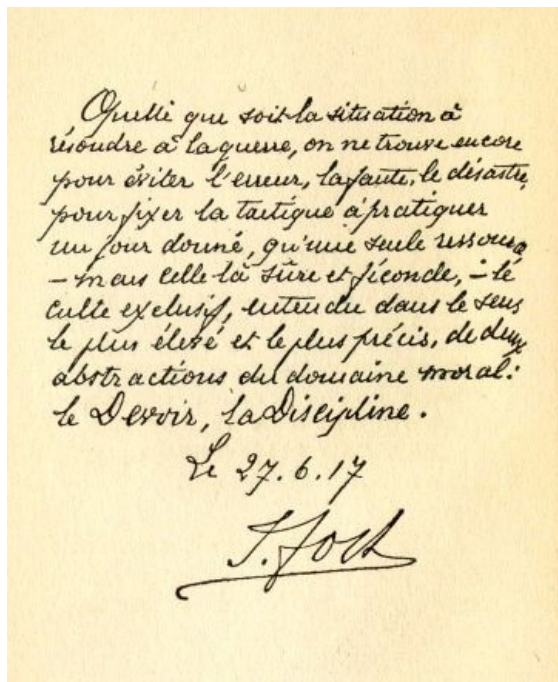 Quelle que soit la situation à
résoudre à la guerre, on ne trouve encore
pour éviter l'erreur, la faute, le désastre,
pour fixer la tactique à pratiquer
un jour donné, qu'une seule ressource
– mais celle là sûre et féconde, – le
culte exclusif, entendu dans le sens
le plus élevé et le plus précis, de deux
abstractions du domaine moral:
le Devoir, la Discipline.
Le 27.6.17
F. Foch